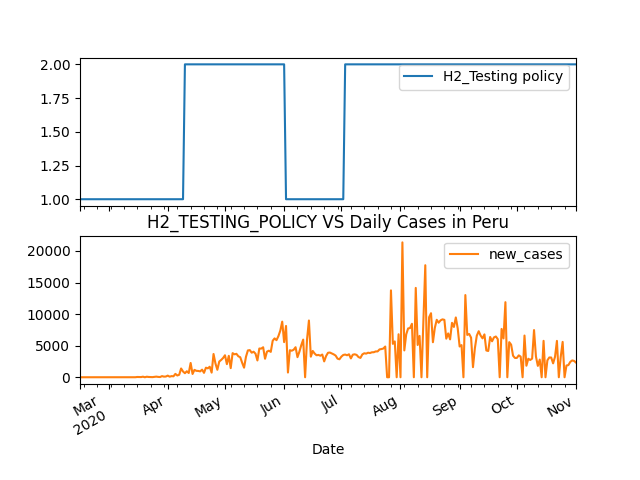 2.00
H2_Testing policy
1.75
1.50
1.25
1.00
H2_TESTING_POLICY VS Daily Cases in Peru
20000
new_cases
15000
10000
5000
0
Mar
2020
Apr
May
Jun
Jul
Aug
Sep
Oct
Nov
Date